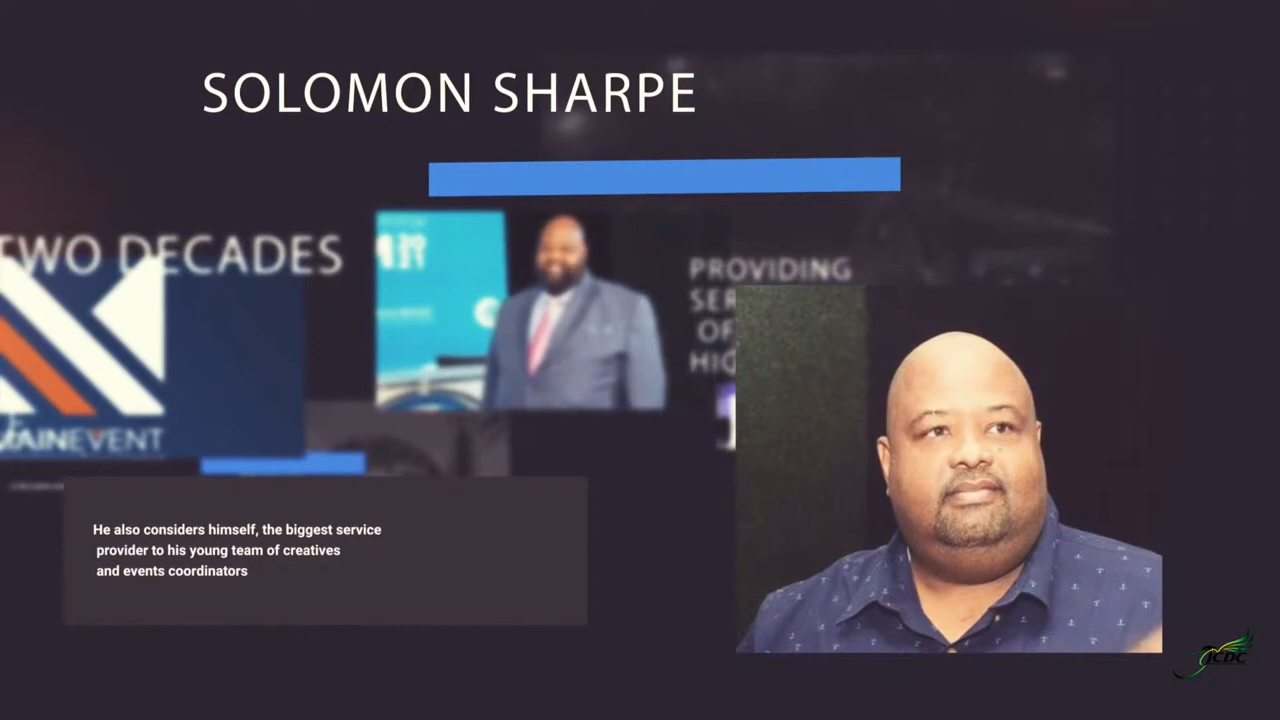 SOLOMON SHARPE
TWO DECADES
PROVIDING
OF
MAINEVENT
He also considers himself, the biggest service
provider to his young team of creatives
and events coordinators
JCDC